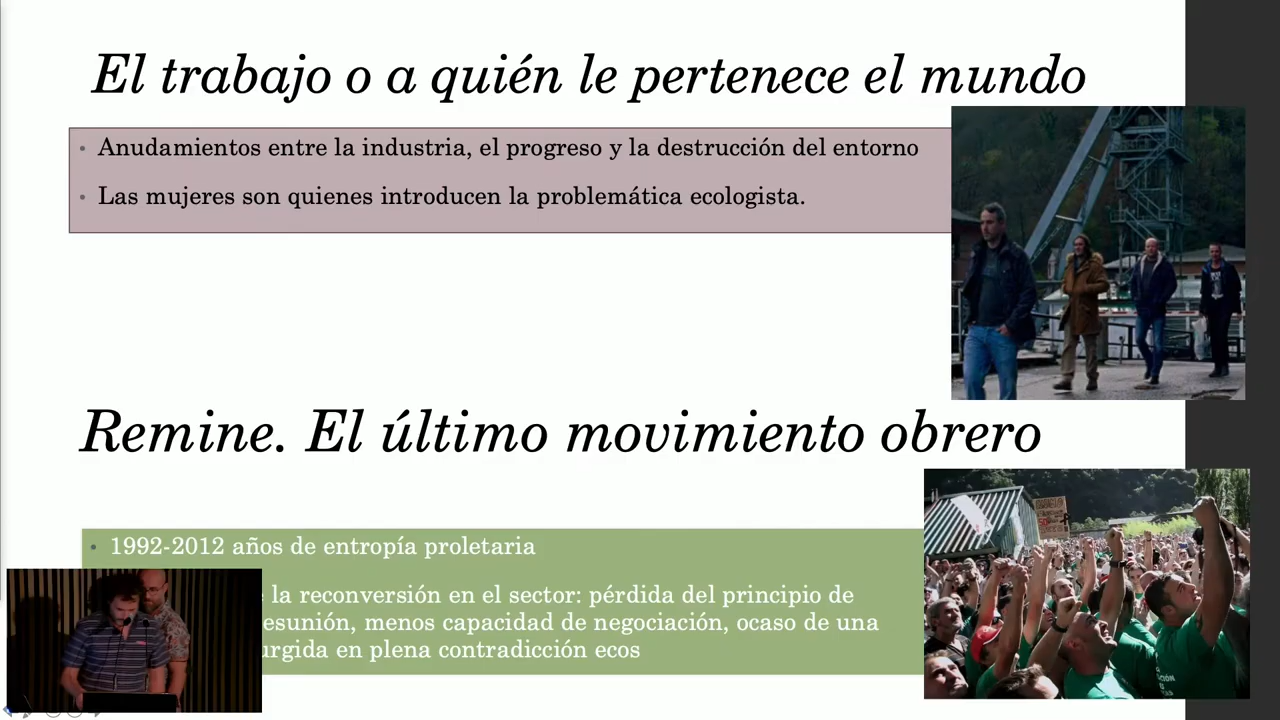 El trabajo o a quién le pertenece el mundo
• Anudamientos entre la industria, el progreso y la destrucción del entorno
• Las mujeres son quienes introducen la problemática ecologista.
Remine. El último movimiento obrero
• 1992-2012 años de entropía proletaria
la reconversión en el sector: pérdida del principio de
esunión, menos capacidad de negociación, ocaso de una
urgida en plena contradicción ecos